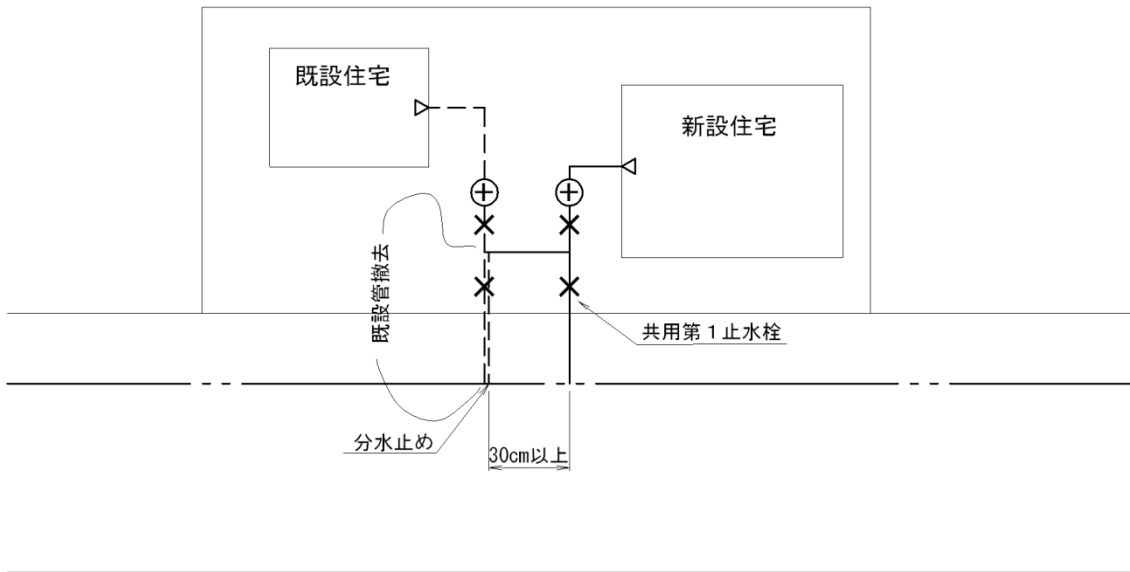 既設住宅
新設住宅
既設管撤去
共用第１止水栓
分水止め
30cm以上